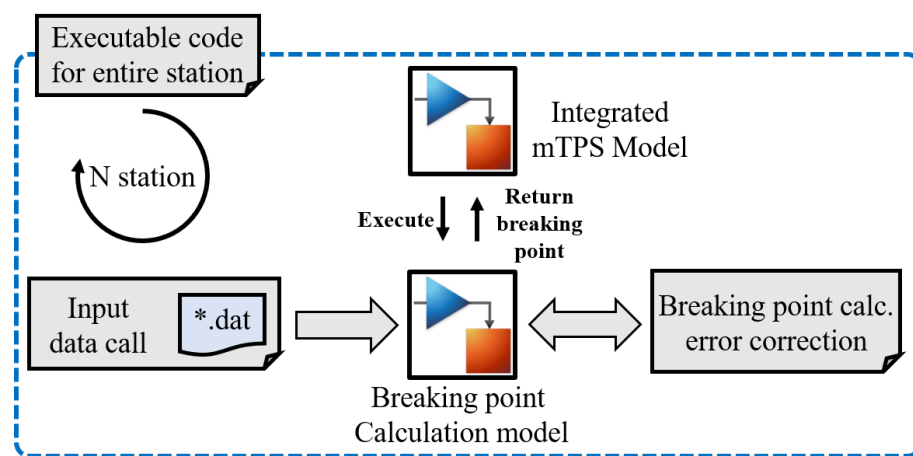 Executable code
for entire station
N station
Integrated
mTPS Model
Execute
Return
breaking
point
Input
data call
*.dat
Breaking point calc.
error correction
Breaking point
Calculation model